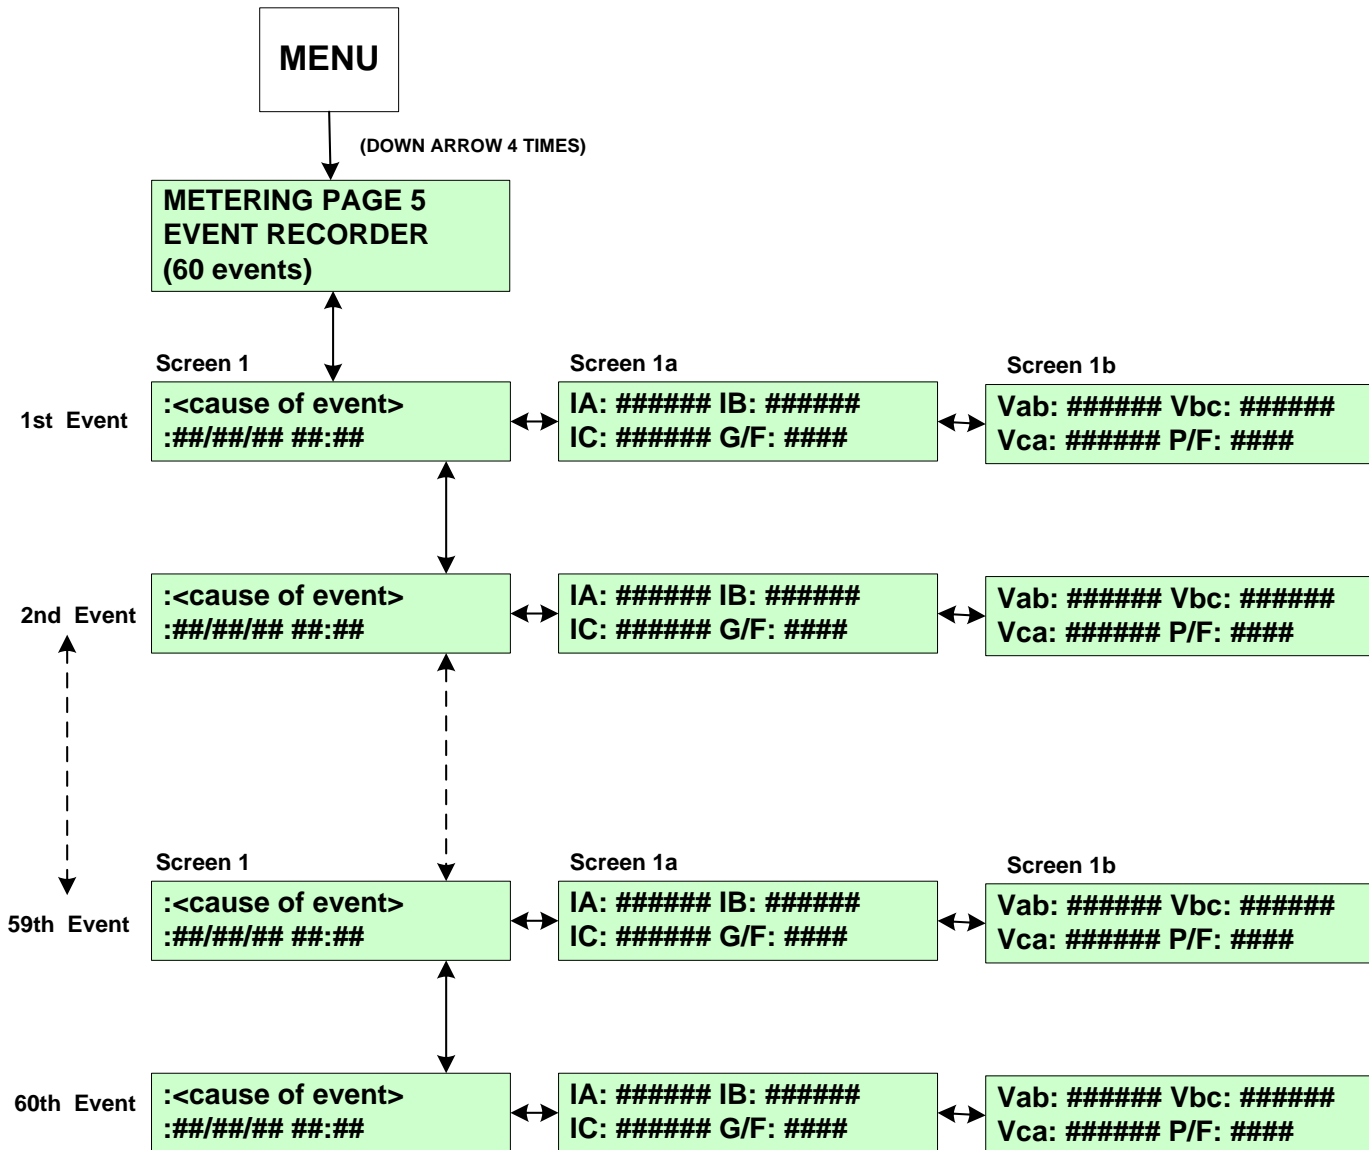 MENU
(DOWN ARROW 4 TIMES)
METERING PAGE 5
EVENT RECORDER
(60 events)
Screen 1
Screen 1a
Screen 1b
1st Event
:<cause of event>
:##/##/## ##:##
IA: ###### IB: ######
IC: ###### G/F: ####
Vab: ###### Vbc: ######
Vca: ###### P/F: ####
2nd Event
:<cause of event>
:##/##/## ##:##
IA: ###### IB: ######
IC: ###### G/F: ####
Vab: ###### Vbc: ######
Vca: ###### P/F: ####
Screen 1
Screen 1a
Screen 1b
59th Event
:<cause of event>
:##/##/## ##:##
IA: ###### IB: ######
IC: ###### G/F: ####
Vab: ###### Vbc: ######
Vca: ###### P/F: ####
60th Event
:<cause of event>
:##/##/## ##:##
IA: ###### IB: ######
IC: ###### G/F: ####
Vab: ###### Vbc: ######
Vca: ###### P/F: ####